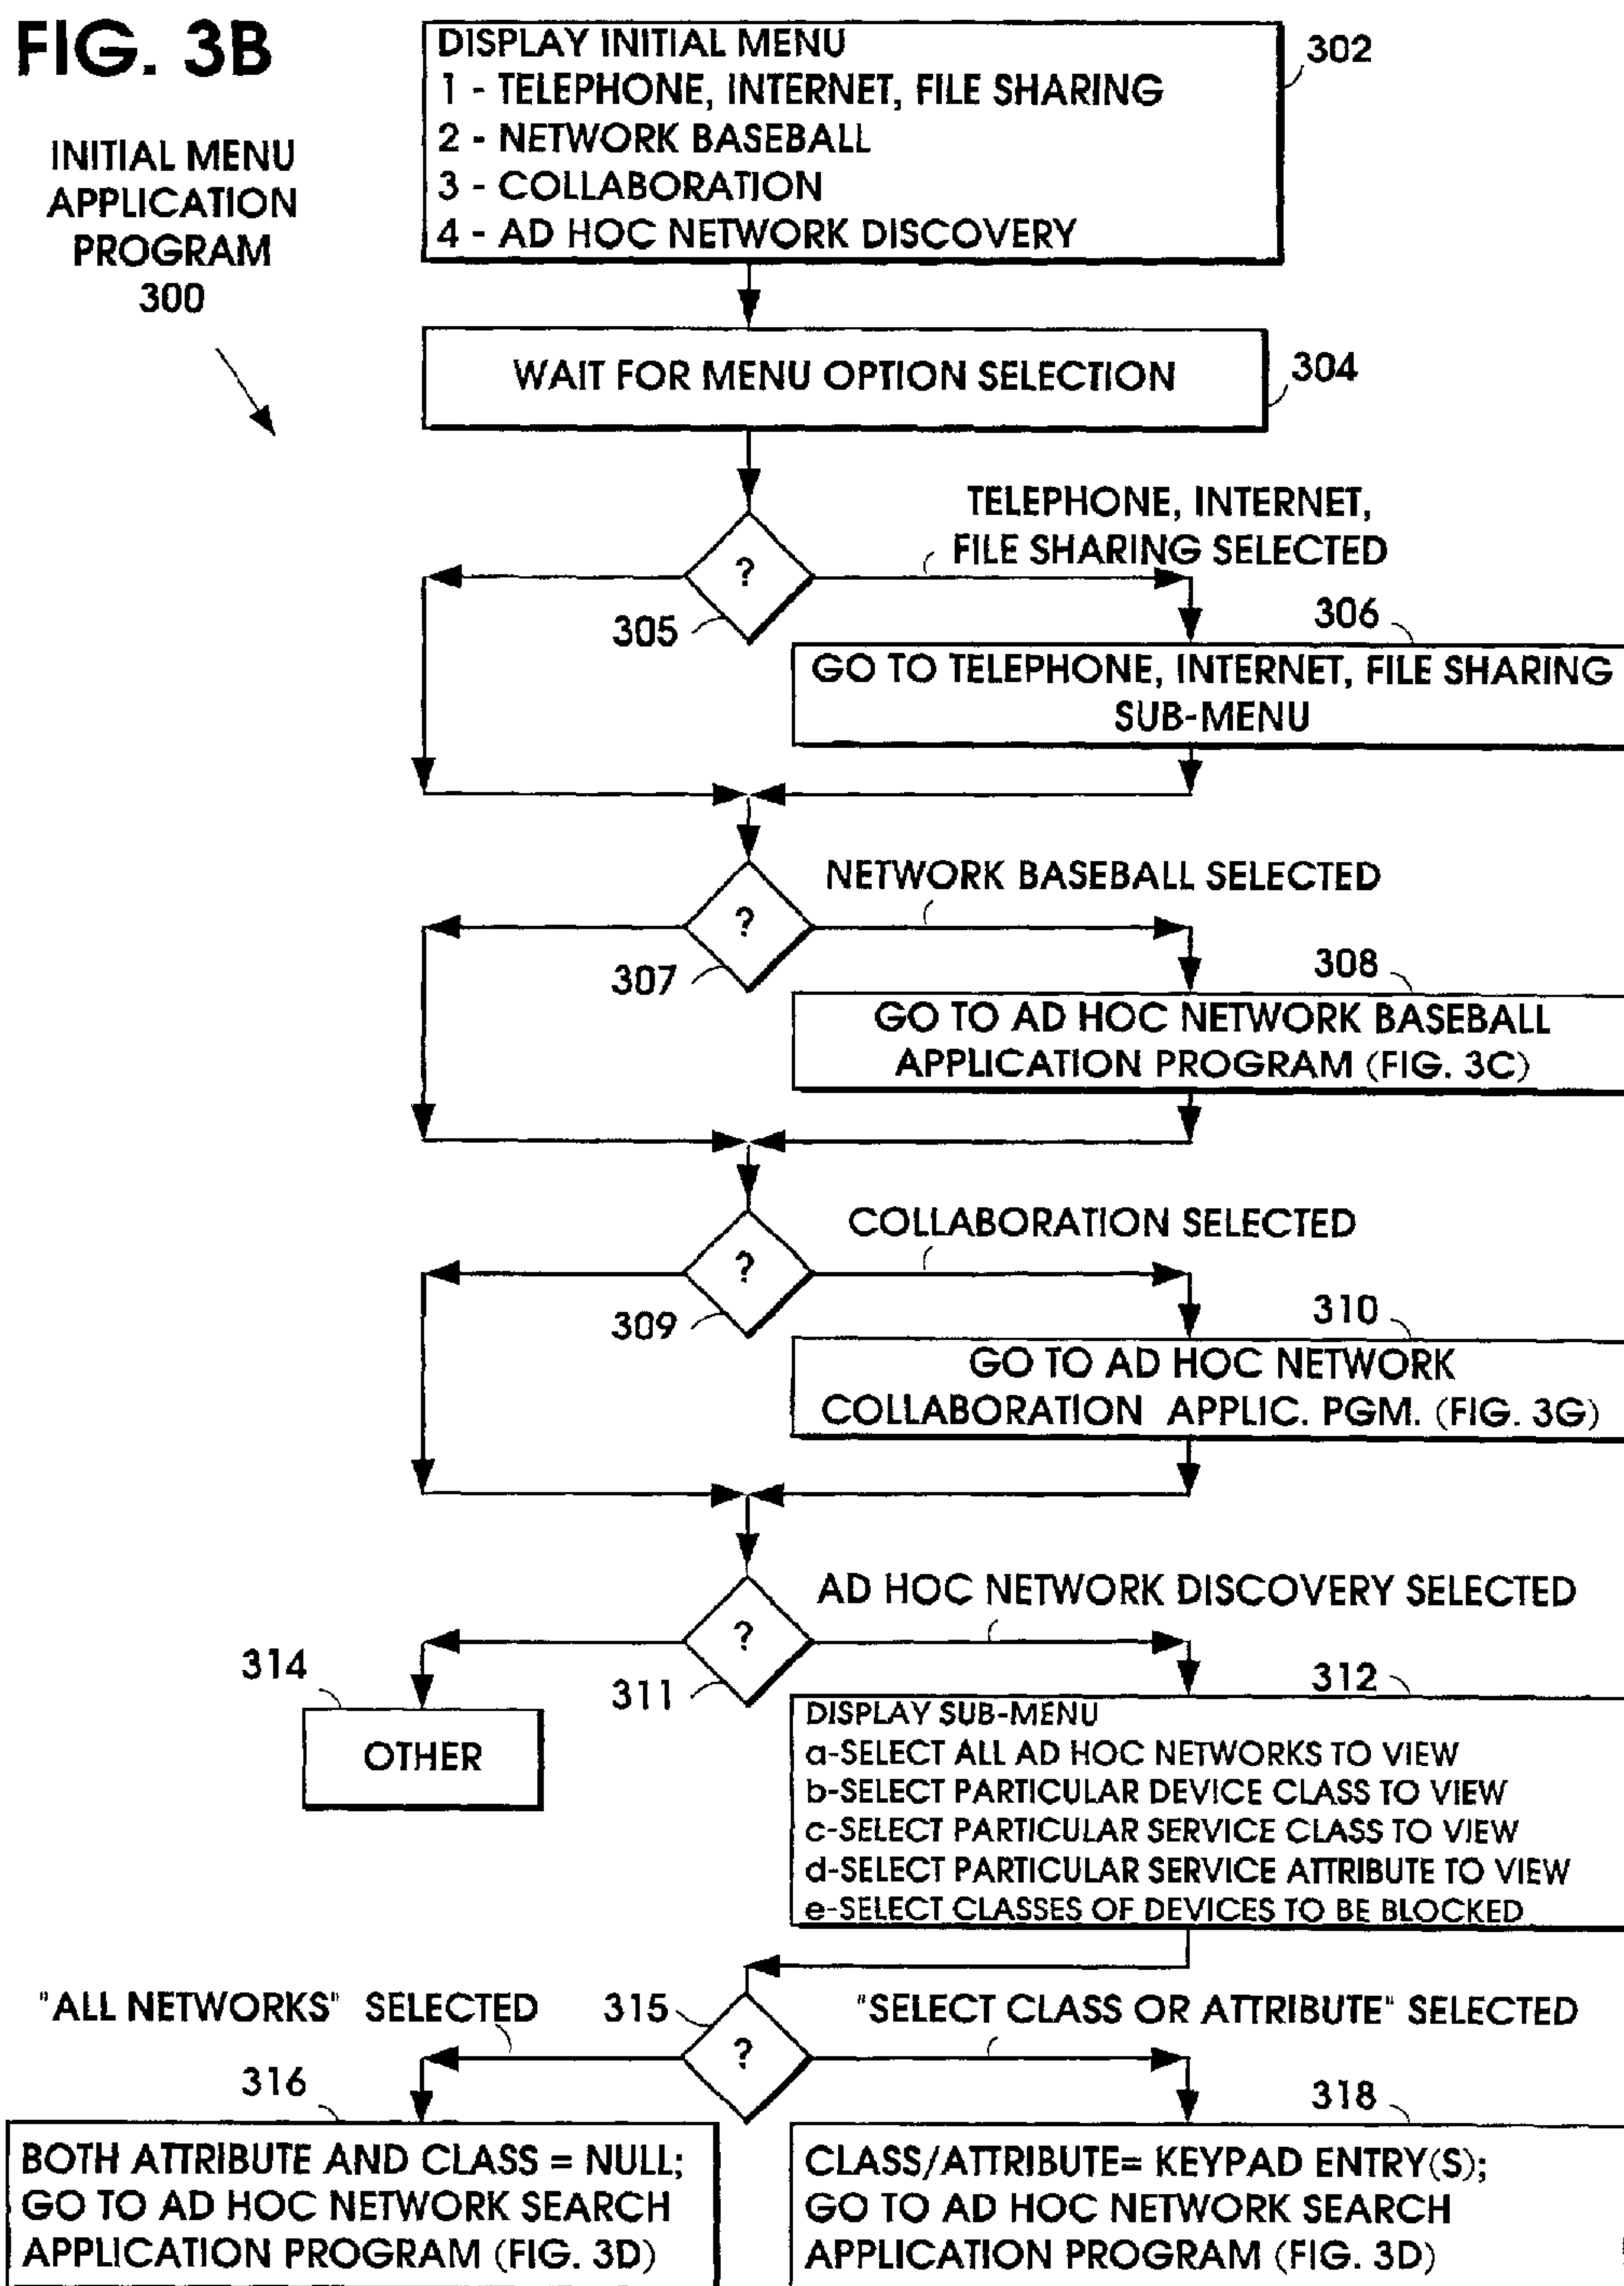 FIG. 3B
INITIAL MENU
APPLICATION
PROGRAM
300
DISPLAY INITIAL MENU
1 - TELEPHONE, INTERNET, FILE SHARING
2 - NETWORK BASEBALL
3 - COLLABORATION
4 - AD HOC NETWORK DISCOVERY
302
WAIT FOR MENU OPTION SELECTION
304
?
305
TELEPHONE, INTERNET,
FILE SHARING SELECTED
306
GO TO TELEPHONE, INTERNET, FILE SHARING
SUB-MENU
?
307
NETWORK BASEBALL SELECTED
308
GO TO AD HOC NETWORK BASEBALL
APPLICATION PROGRAM (FIG. 3C)
?
309
COLLABORATION SELECTED
310
GO TO AD HOC NETWORK
COLLABORATION APPLIC. PGM. (FIG. 3G)
?
311
AD HOC NETWORK DISCOVERY SELECTED
314
OTHER
312
DISPLAY SUB-MENU
a-SELECT ALL AD HOC NETWORKS TO VIEW
b-SELECT PARTICULAR DEVICE CLASS TO VIEW
c-SELECT PARTICULAR SERVICE CLASS TO VIEW
d-SELECT PARTICULAR SERVICE ATTRIBUTE TO VIEW
e-SELECT CLASSES OF DEVICES TO BE BLOCKED
"ALL NETWORKS" SELECTED
315
?
"SELECT CLASS OR ATTRIBUTE" SELECTED
316
BOTH ATTRIBUTE AND CLASS = NULL;
GO TO AD HOC NETWORK SEARCH
APPLICATION PROGRAM (FIG. 3D)
318
CLASS/ATTRIBUTE= KEYPAD ENTRY(S);
GO TO AD HOC NETWORK SEARCH
APPLICATION PROGRAM (FIG. 3D)